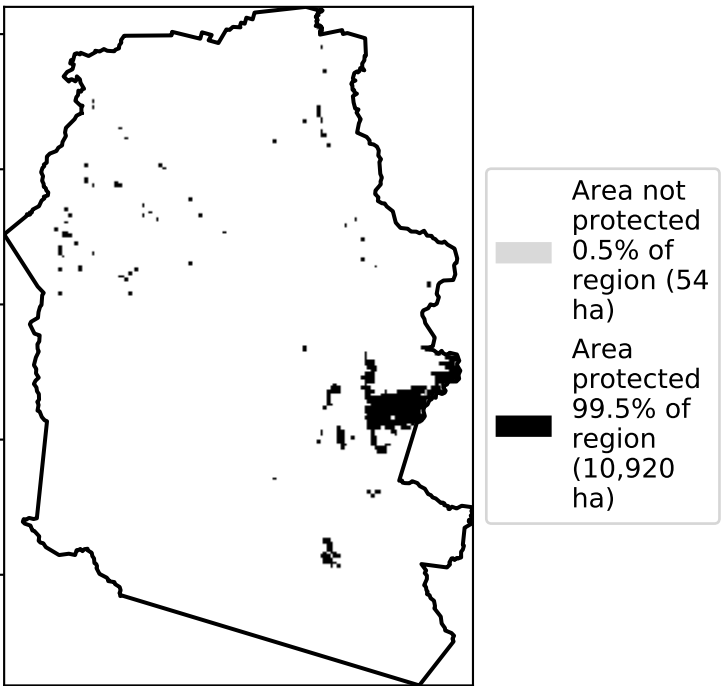 Area not
protected
0.5% of
region (54
ha)
Area
protected
99.5% of
region
(10,920
ha)